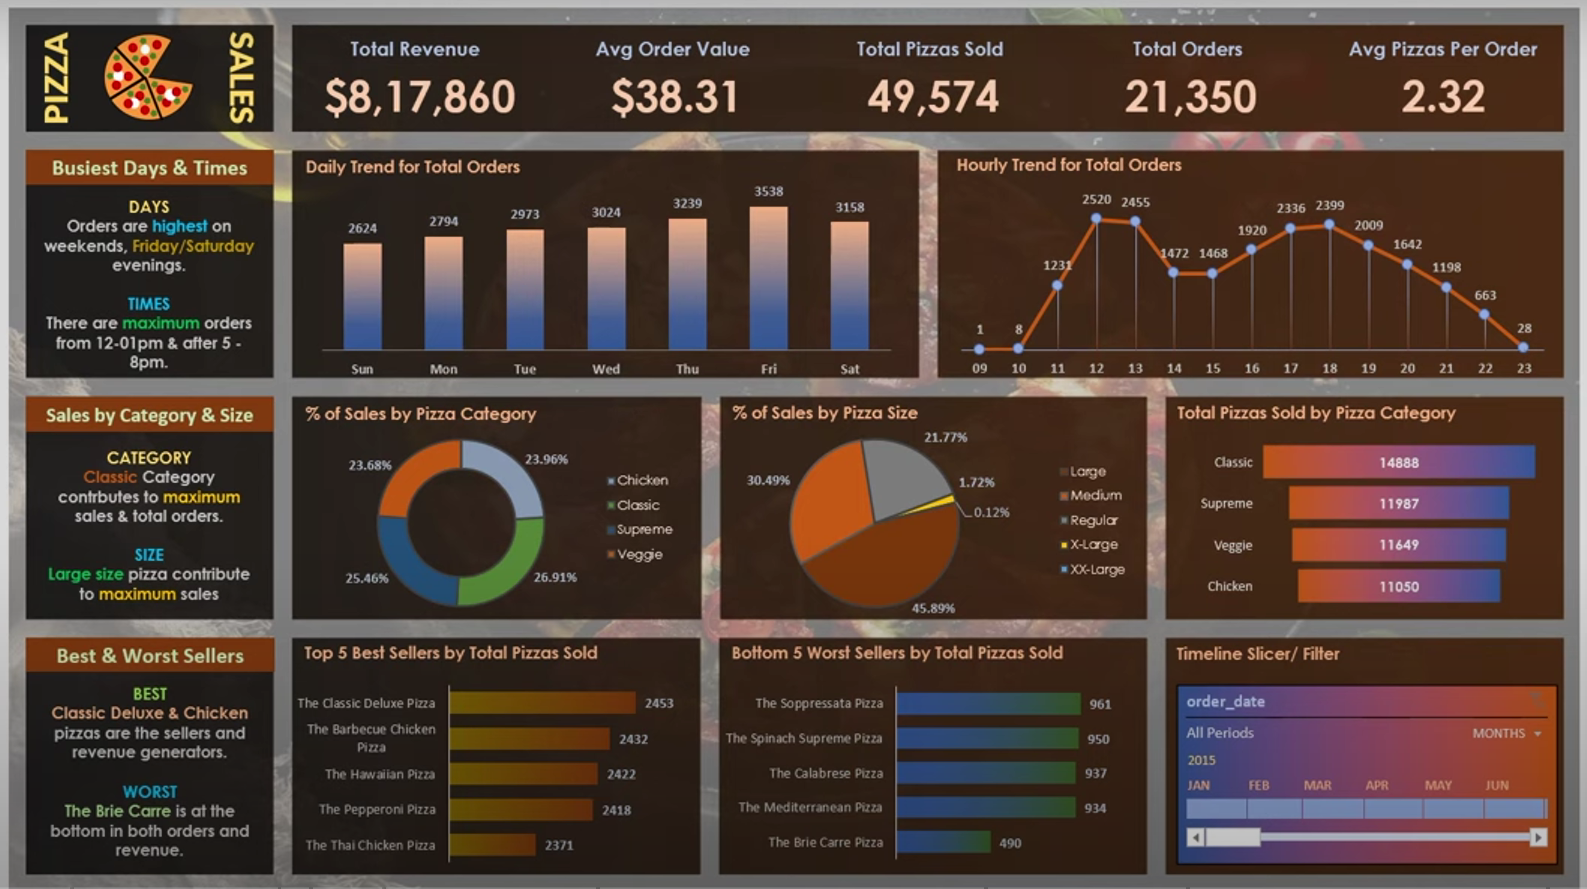 PIZZA
SALES
Total Revenue
$8,17,860
Avg Order Value
$38.31
Total Pizzas Sold
49,574
Total Orders
21,350
Avg Pizzas Per Order
2.32
Busiest Days & Times
DAYS
Orders are highest on
weekends, Friday/Saturday
evenings.
TIMES
There are maximum orders
from 12-01pm & after 5 -
8pm.
Daily Trend for Total Orders
2624
2794
2973
3024
3239
3538
3158
Sun
Mon
Tue
Wed
Thu
Fri
Sat
Hourly Trend for Total Orders
1
8
1231
2520
2455
1472
1468
1920
2336
2399
2009
1642
1198
663
28
09
10
11
12
13
14
15
16
17
18
19
20
21
22
23
Sales by Category & Size
CATEGORY
Classic Category
contrbutes to maximum
sales & total orders.
SIZE
Large size pizza contribute
to maximum sales
% of Sales by Pizza Category
23.68%
23.96%
25.46%
26.91%
Chicken
Classic
Supreme
Veggie
% of Sales by Pizza Size
21.77%
30.49%
1.72%
0.12%
45.89%
Large
Medium
Regular
X-Large
XX-Large
Total Pizzas Sold by Pizza Category
Classic 14888
Supreme 11987
Veggie 11649
Chicken 11050
Best & Worst Sellers
BEST
Classic Deluxe & Chicken
pizzas are the sellers and
revenue generators.
WORST
The Brie Carre is at the
bottom in both orders and
revenue.
Top 5 Best Sellers by Total Pizzas Sold
The Classic Deluxe Pizza 2453
The Barbecue Chicken
Pizza 2432
The Hawaiian Pizza 2422
The Pepperoni Pizza 2418
The Thai Chicken Pizza 2371
Bottom 5 Worst Sellers by Total Pizzas Sold
The Soppressata Pizza 961
The Spinach Supreme Pizza 950
The Calabrese Pizza 937
The Mediterranean Pizza 934
The Brie Carre Pizza 490
Timeline Slicer/ Filter
order_date
All Periods MONTHS
2015
JAN FEB MAR APR MAY JUN